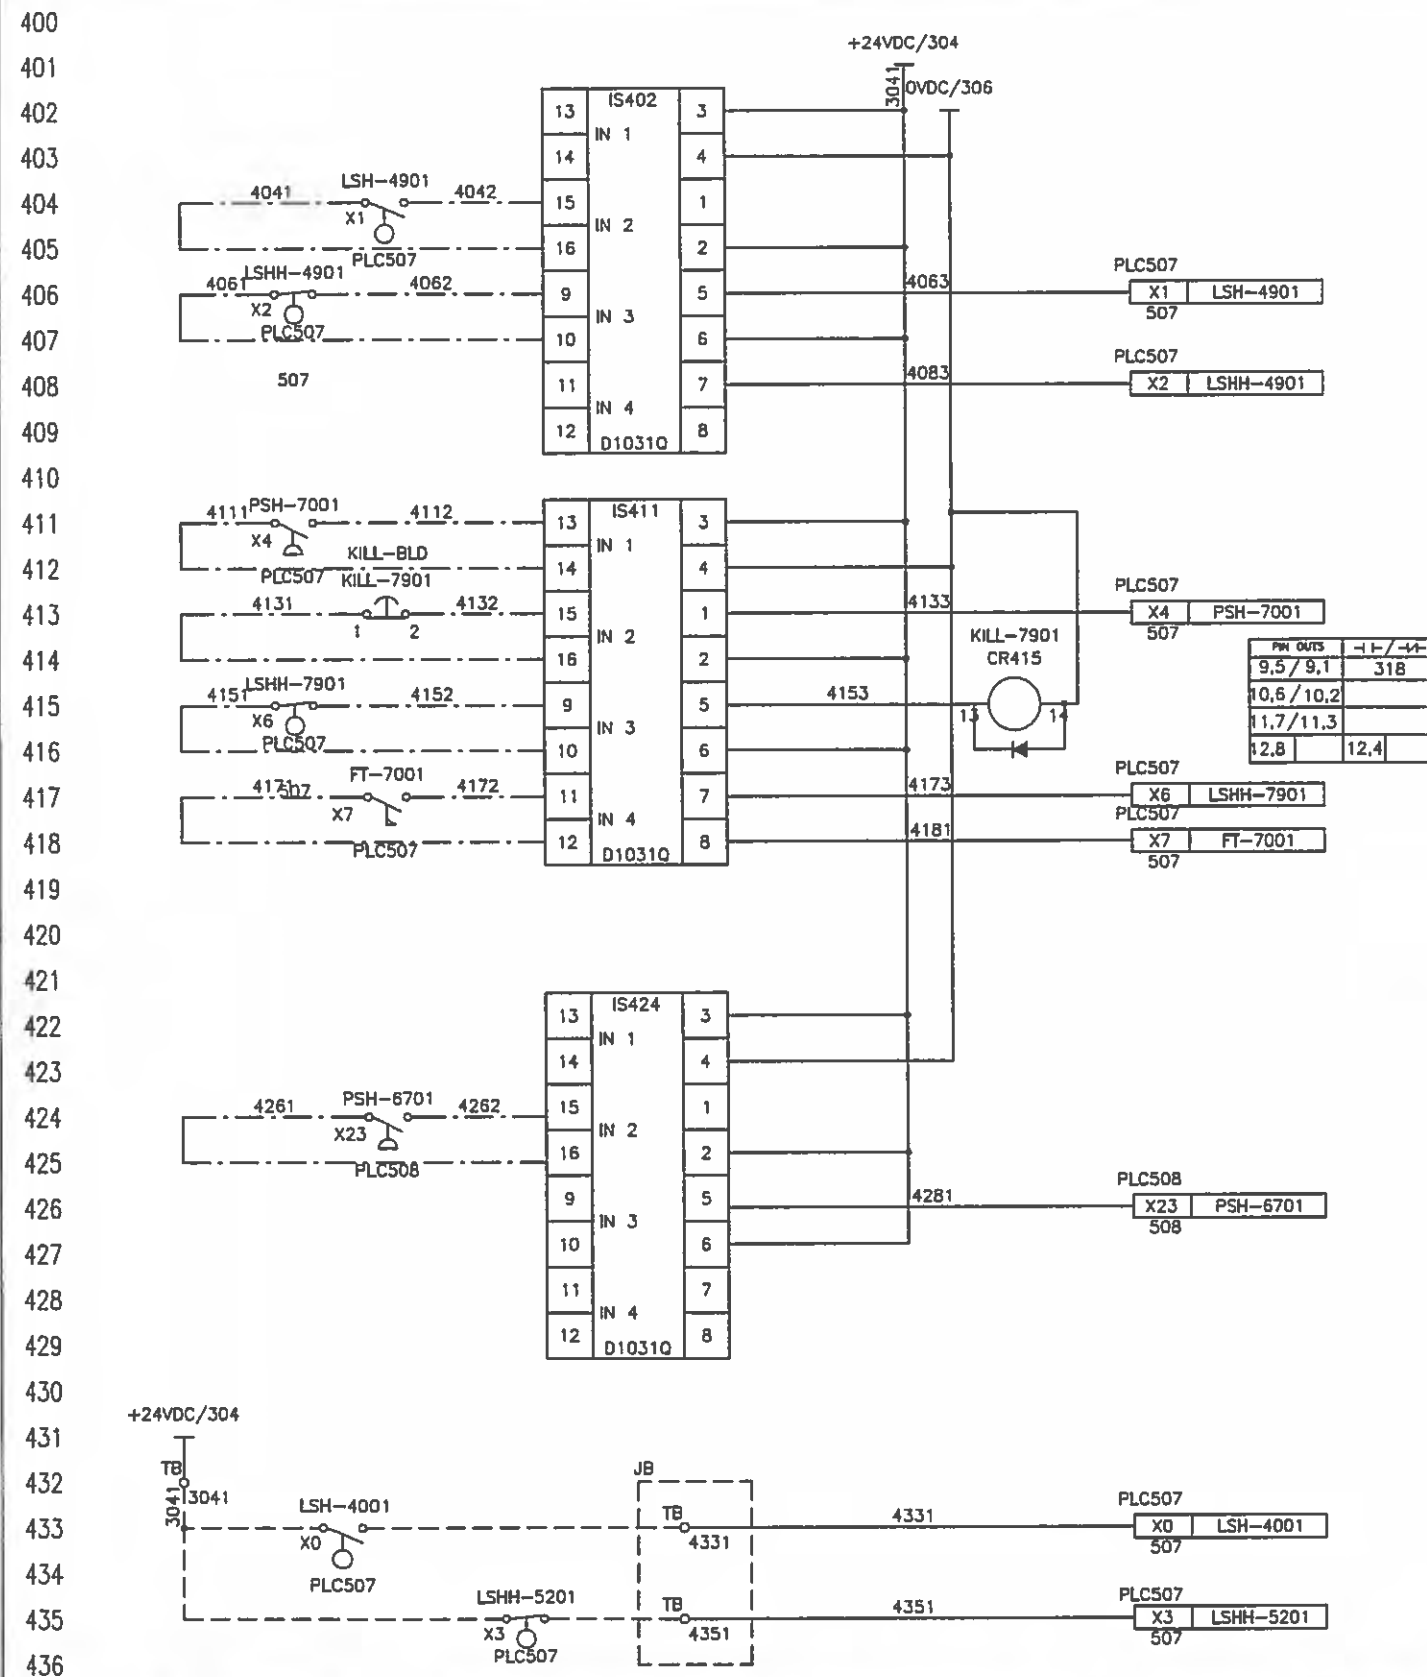 400
+24VDC/304
401
3041
0VDC/306
402
13 IS402 3
IN 1
403
14 4
404
4041 LSH-4901 4042 15 1
X1
IN 2
405
PLC507 16 2
LSHH-4901
PLC507
406
4061 4062 9 5 4063 X1 LSH-4901
X2
507
IN 3
407
PLC507 10 6
PLC507
408
507 11 7 4083 X2 LSHH-4901
IN 4
409
12 D1031Q 8
410
PSH-7001
411
4111 4112 13 IS411 3
X4
IN 1
KILL-BLD
412
PLC507 KILL-7901 14 4
PLC507
413
4131 4132 15 1 4133 X4 PSH-7001
1 2
507
IN 2
KILL-7901
CR415
414
16 2
PIN OUTS
9,5/9,1 318
10,6/10,2
11,7/11,3
12,8 12,4
LSHH-7901
415
4151 4152 9 5 4153
13 14
X6
IN 3
416
PLC507 10 6
PLC507
417
4171 507 FT-7001 4172 11 7 4173 X6 LSHH-7901
X7
PLC507
IN 4
418
PLC507 12 D1031Q 8 4181 X7 FT-7001
507
419
420
421
422
13 IS424 3
IN 1
423
14 4
424
4261 PSH-6701 4262 15 1
X23
IN 2
425
PLC508 16 2
PLC508
426
9 5 4281 X23 PSH-6701
508
IN 3
427
10 6
428
11 7
IN 4
429
12 D1031Q 8
430
+24VDC/304
431
TB
JB
432
3041
3041
LSH-4001
PLC507
433
X0
TB
4331
4331
X0 LSH-4001
507
434
PLC507
LSHH-5201
PLC507
435
X3
TB
4351
4351
X3 LSHH-5201
507
PLC507
436